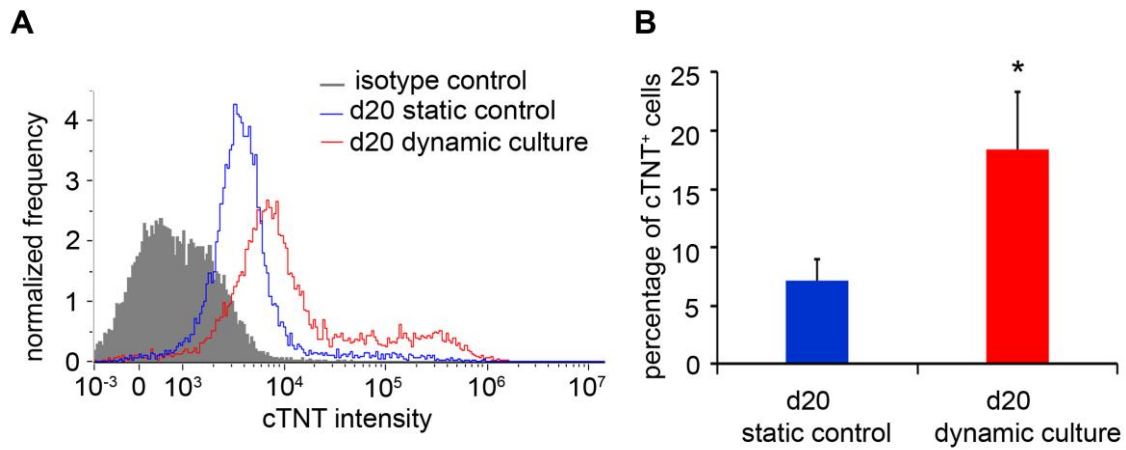 A
isotype control
d20 static control
d20 dynamic culture
normalized frequency
4
3
2
1
0
10⁻³ 0 10³ 10⁴ 10⁵ 10⁶ 10⁷
cTNT intensity
B
*
percentage of cTNT⁺ cells
25
20
15
10
5
0
d20
static control
d20
dynamic culture